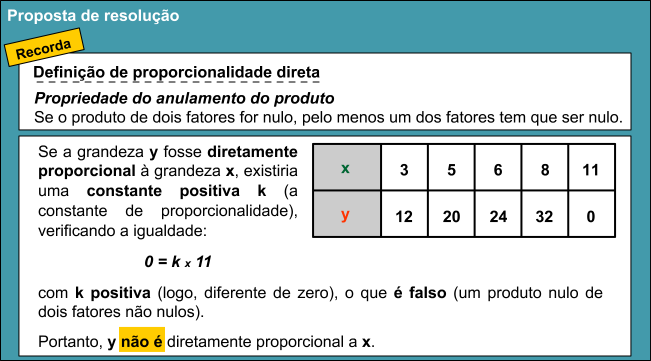 Proposta de resolução
Recorda
Definição de proporcionalidade direta
Propriedade do anulamento do produto
Se o produto de dois fatores for nulo, pelo menos um dos fatores tem que ser nulo.
Se a grandeza y fosse diretamente
proporcional à grandeza x, existiria
uma constante positiva k (a
constante de proporcionalidade),
verificando a igualdade:
x 3 5 6 8 11
y 12 20 24 32 0
0 = k x 11
com k positiva (logo, diferente de zero), o que é falso (um produto nulo de
dois fatores não nulos).
Portanto, y não é diretamente proporcional a x.